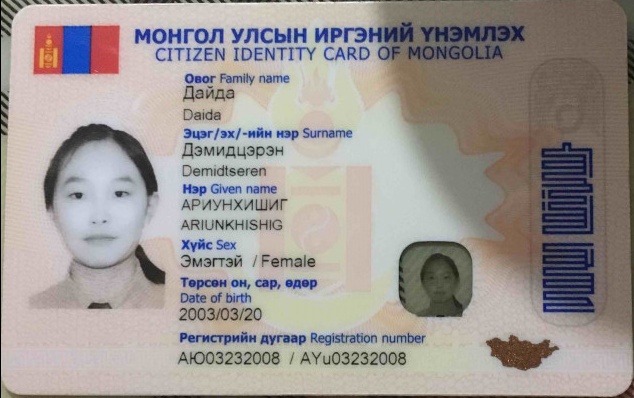 МОНГОЛ УЛСЫН ИРГЭНИЙ ҮНЭМЛЭХ
CITIZEN IDENTITY CARD OF MONGOLIA
Овог Family name
Дайда
Daida
Эцэг/эх/-ийн нэр Surname
Дэмидцэрэн
Demidtseren
Нэр Given name
АРИУНХИШИГ
ARIUNKHISHIG
Хүйс Sex
Эмэгтэй / Female
Төрсөн он, сар, өдөр
Date of birth
2003/03/20
Регистрийн дугаар Registration number
АЮ03232008 / AYu03232008